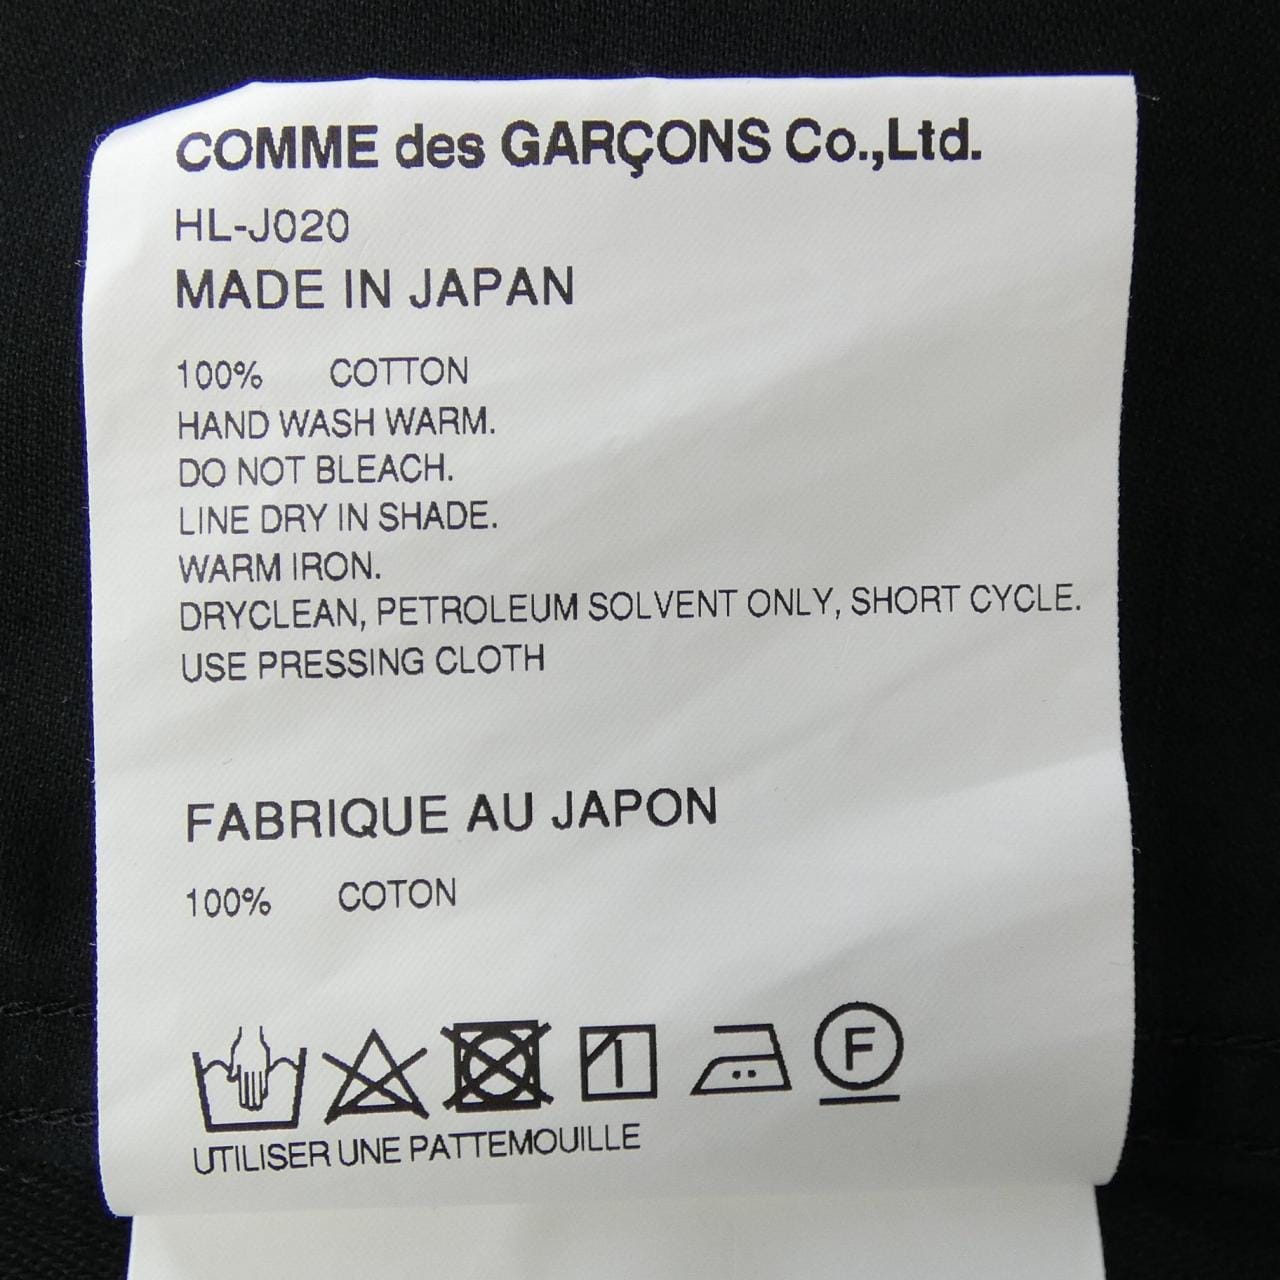 COMME des GARÇONS Co.,Ltd.
HL-J020
MADE IN JAPAN
100% COTTON
HAND WASH WARM.
DO NOT BLEACH.
LINE DRY IN SHADE.
WARM IRON.
DRYCLEAN, PETROLEUM SOLVENT ONLY, SHORT CYCLE.
USE PRESSING CLOTH
FABRIQUE AU JAPON
100% COTON
F
UTILISER UNE PATTEMOUILLE